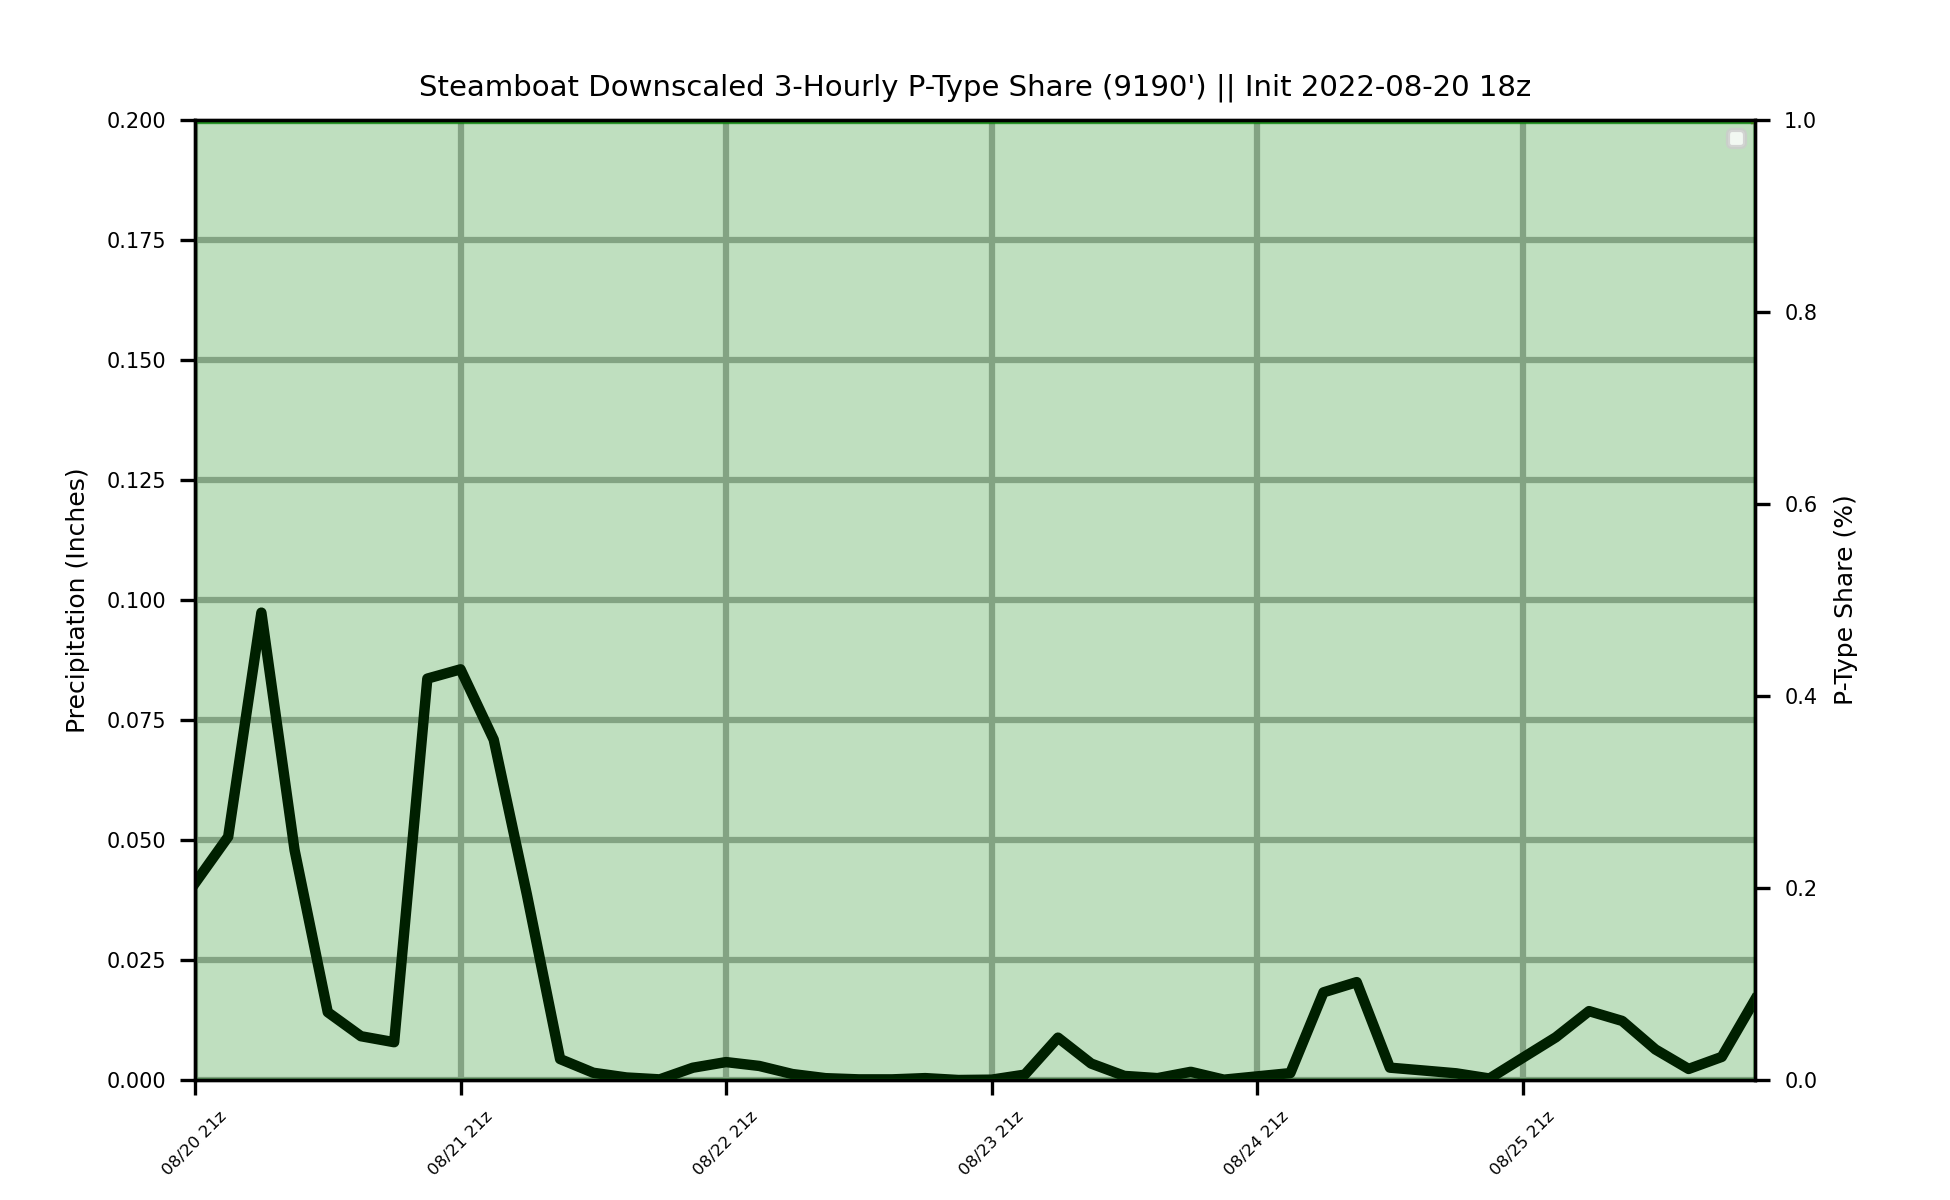 Steamboat Downscaled 3-Hourly P-Type Share (9190') || Init 2022-08-20 18z
0.200
0.175
0.150
0.125
0.100
0.075
0.050
0.025
0.000
Precipitation (Inches)
1.0
0.8
0.6
0.4
0.2
0.0
P-Type Share (%)
08/20 21z
08/21 21z
08/22 21z
08/23 21z
08/24 21z
08/25 21z